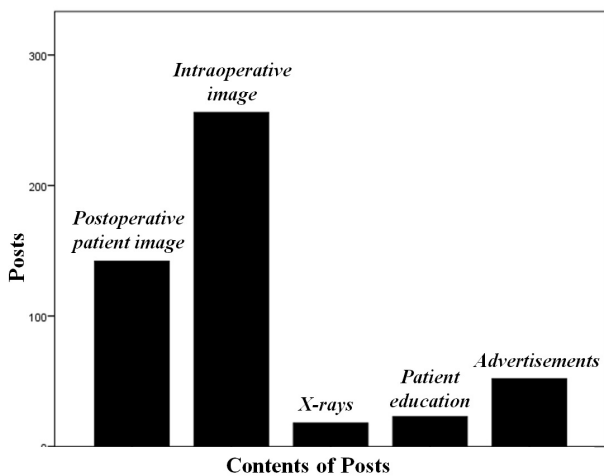 300
200
100
0
Posts
Postoperative
patient image
Intraoperative
image
X-rays
Patient
education
Advertisements
Contents of Posts